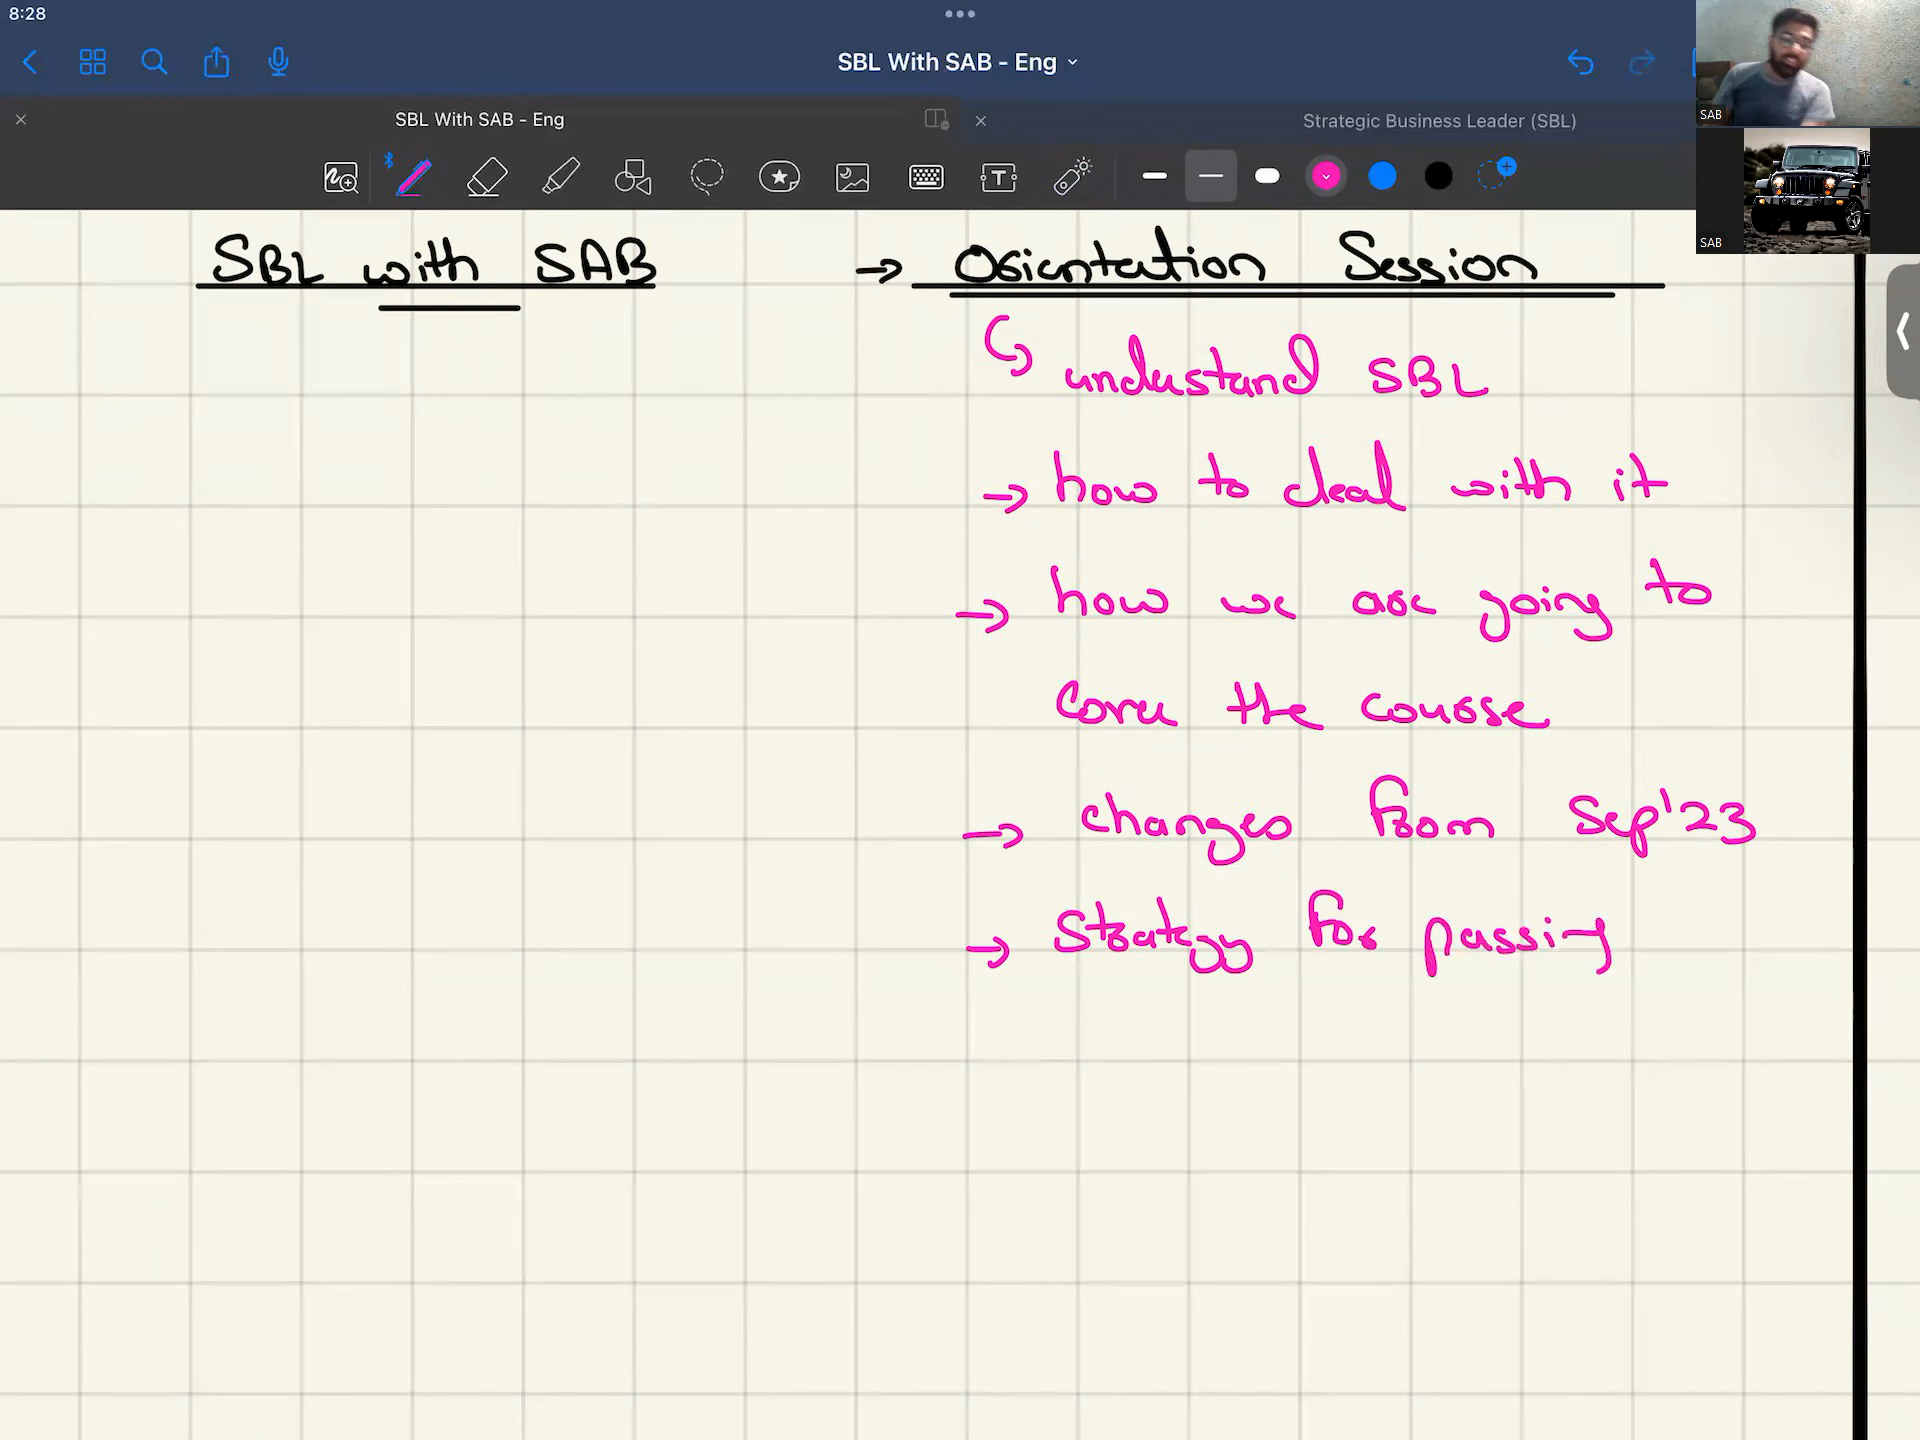 8:28
SBL With SAB - Eng
SBL With SAB - Eng
Strategic Business Leader (SBL)
SAB
SAB
SBL with SAB → Orientation Session
understand SBL
→ how to deal with it
→ how we are going to
cover the course
→ changes from Sep'23
→ Strategy for passing